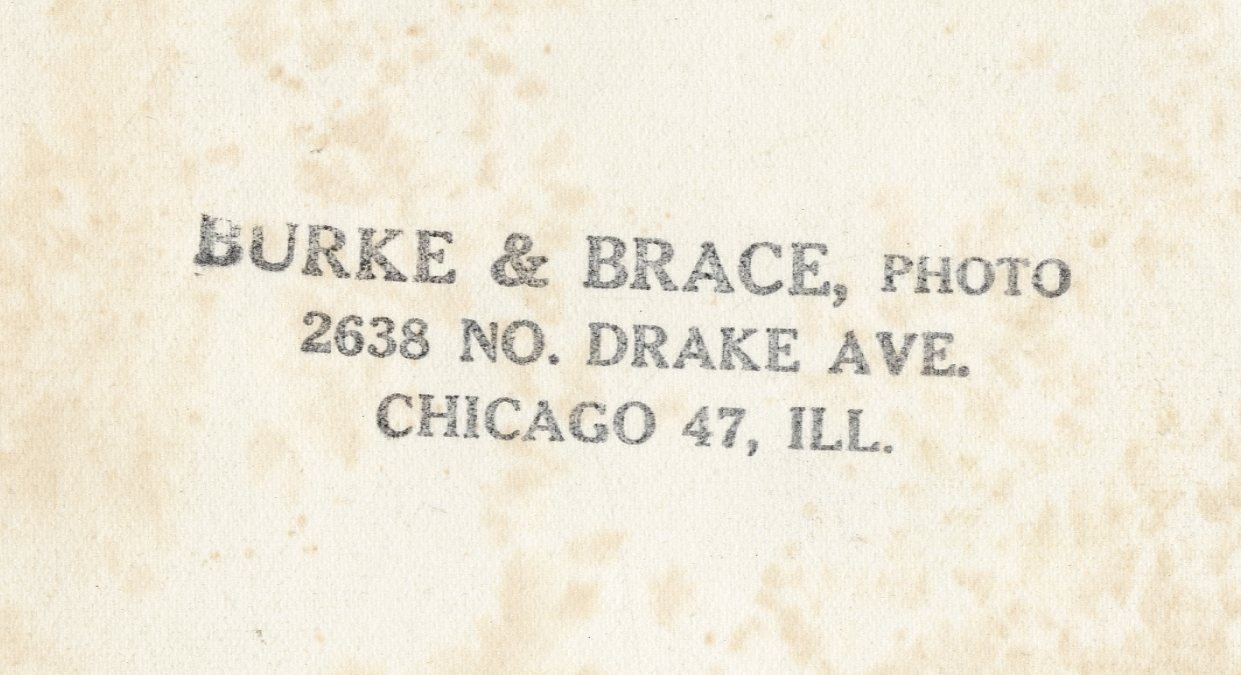 BURKE & BRACE, PHOTO
2638 NO. DRAKE AVE.
CHICAGO 47, ILL.